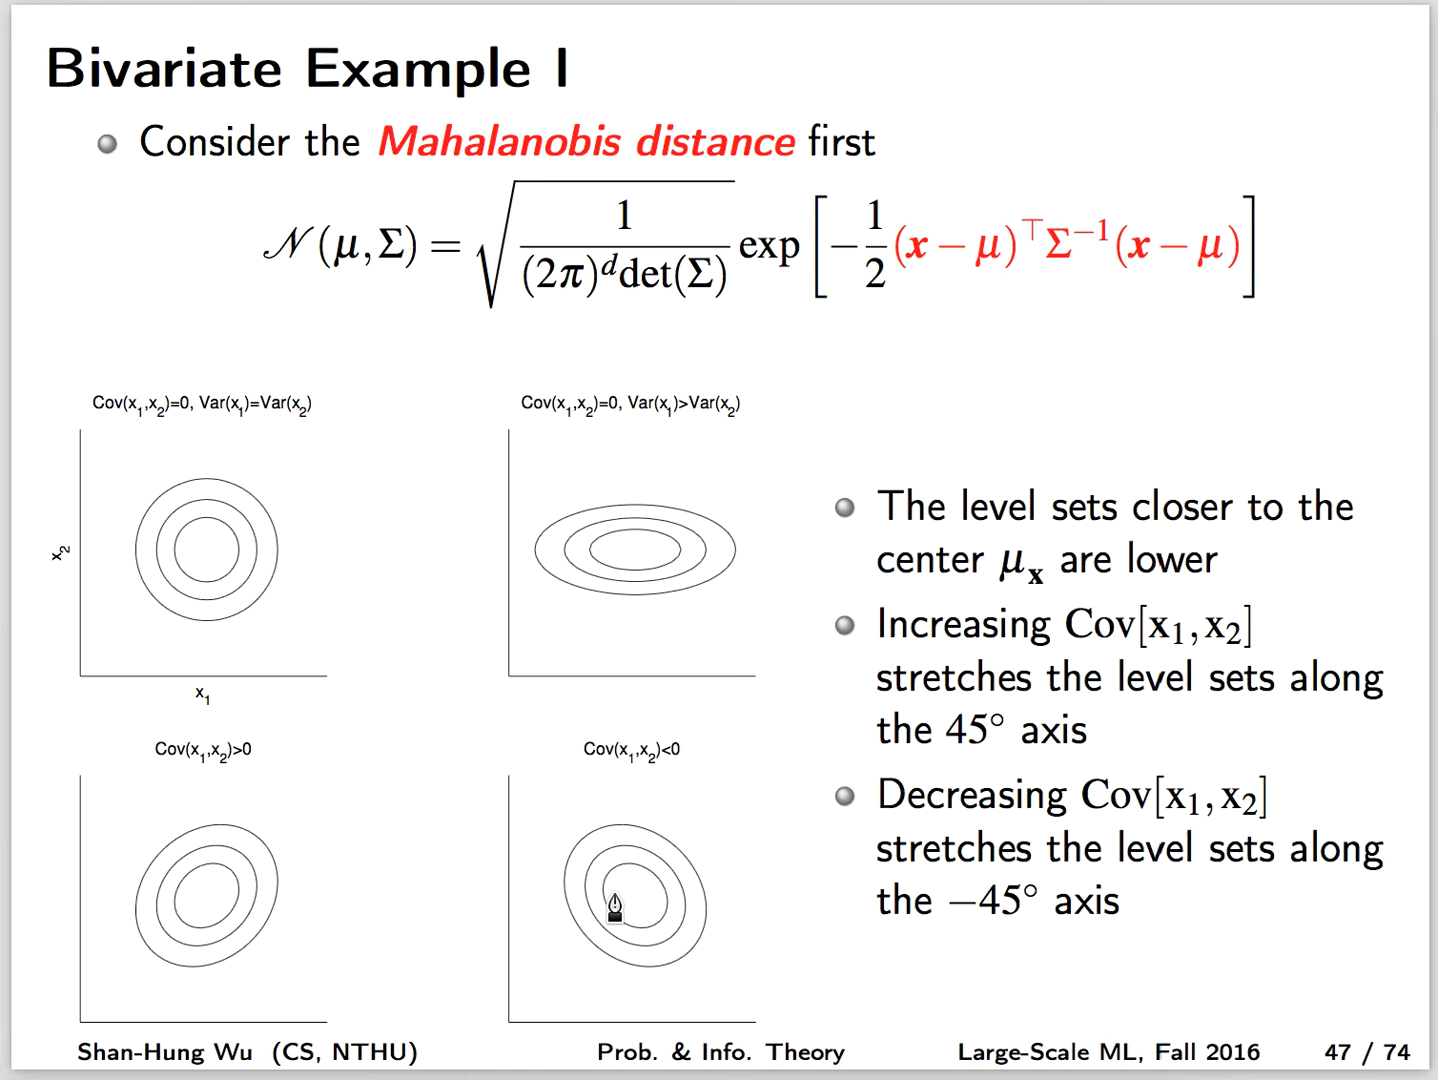 Bivariate Example I
Consider the Mahalanobis distance first
𝒩(μ,Σ) = √(1/((2π)^d det(Σ))) exp[−1/2 (x − μ)^⊤ Σ^−1 (x − μ)]
Cov(x₁,x₂)=0, Var(x₁)=Var(x₂)
x₂
x₁
Cov(x₁,x₂)=0, Var(x₁)>Var(x₂)
Cov(x₁,x₂)>0
Cov(x₁,x₂)<0
The level sets closer to the
center μₓ are lower
Increasing Cov[x₁,x₂]
stretches the level sets along
the 45° axis
Decreasing Cov[x₁,x₂]
stretches the level sets along
the −45° axis
Shan-Hung Wu (CS, NTHU)
Prob. & Info. Theory
Large-Scale ML, Fall 2016
47 / 74